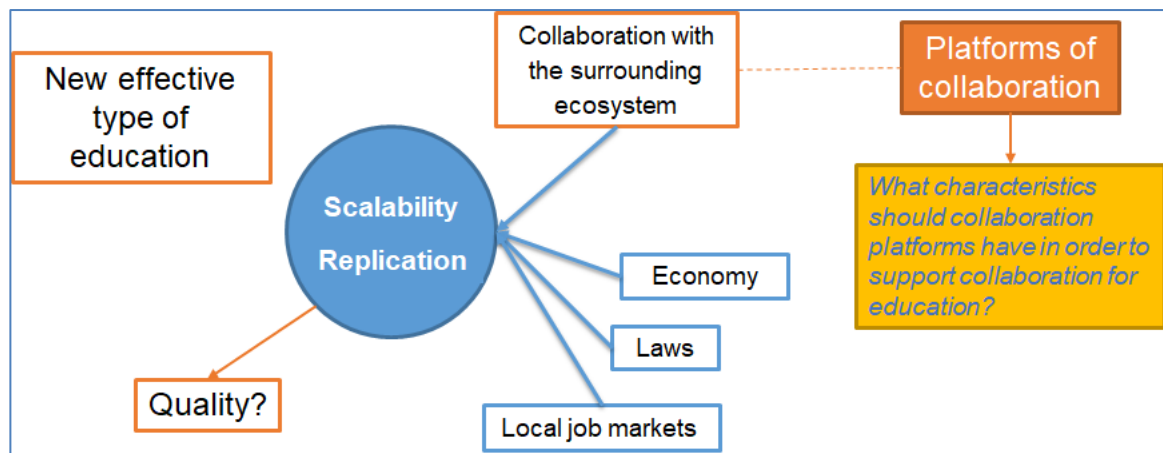 New effective
type of
education
Collaboration with
the surrounding
ecosystem
Platforms of
collaboration
Scalability
Replication
What characteristics
should collaboration
platforms have in order to
support collaboration for
education?
Economy
Laws
Quality?
Local job markets